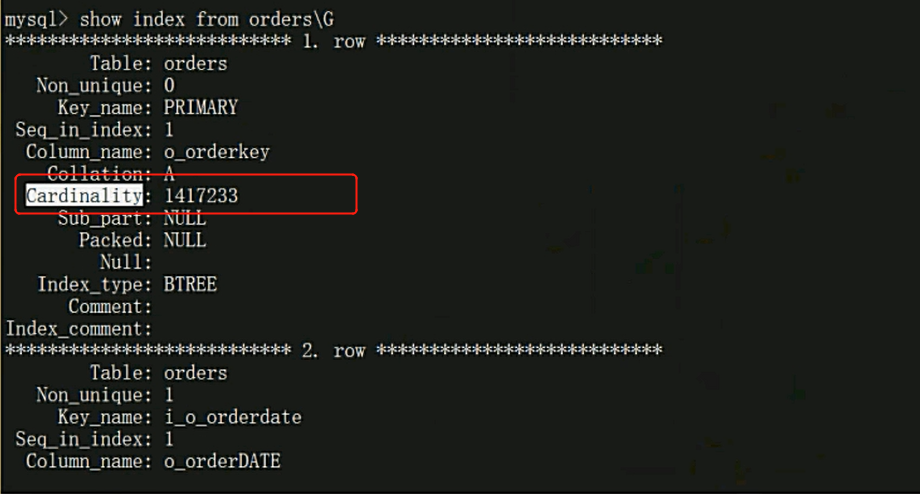 mysql> show index from orders\G
*************************** 1. row ***************************
Table: orders
Non_unique: 0
Key_name: PRIMARY
Seq_in_index: 1
Column_name: o_orderkey
Collation: A
Cardinality: 1417233
Sub_part: NULL
Packed: NULL
Null:
Index_type: BTREE
Comment:
Index_comment:
*************************** 2. row ***************************
Table: orders
Non_unique: 1
Key_name: i_o_orderdate
Seq_in_index: 1
Column_name: o_orderDATE